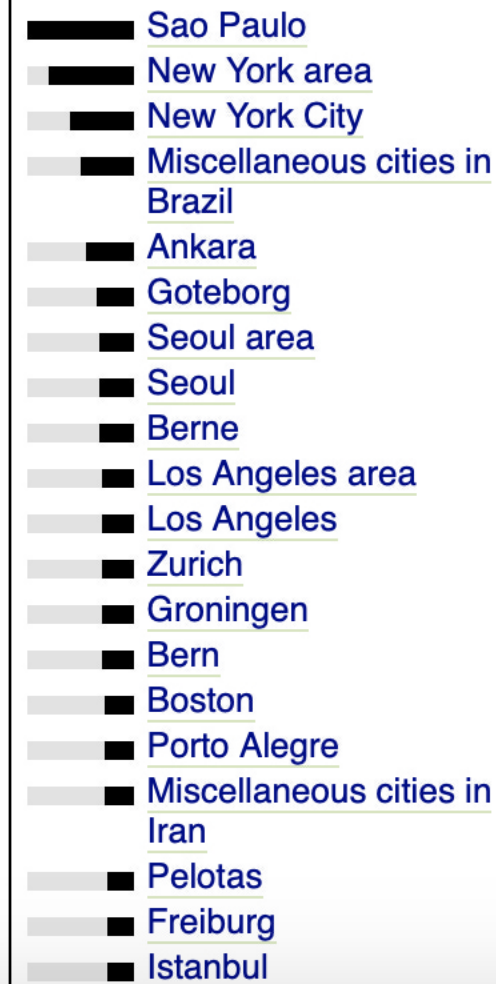 Sao Paulo
New York area
New York City
Miscellaneous cities in
Brazil
Ankara
Goteborg
Seoul area
Seoul
Berne
Los Angeles area
Los Angeles
Zurich
Groningen
Bern
Boston
Porto Alegre
Miscellaneous cities in
Iran
Pelotas
Freiburg
Istanbul